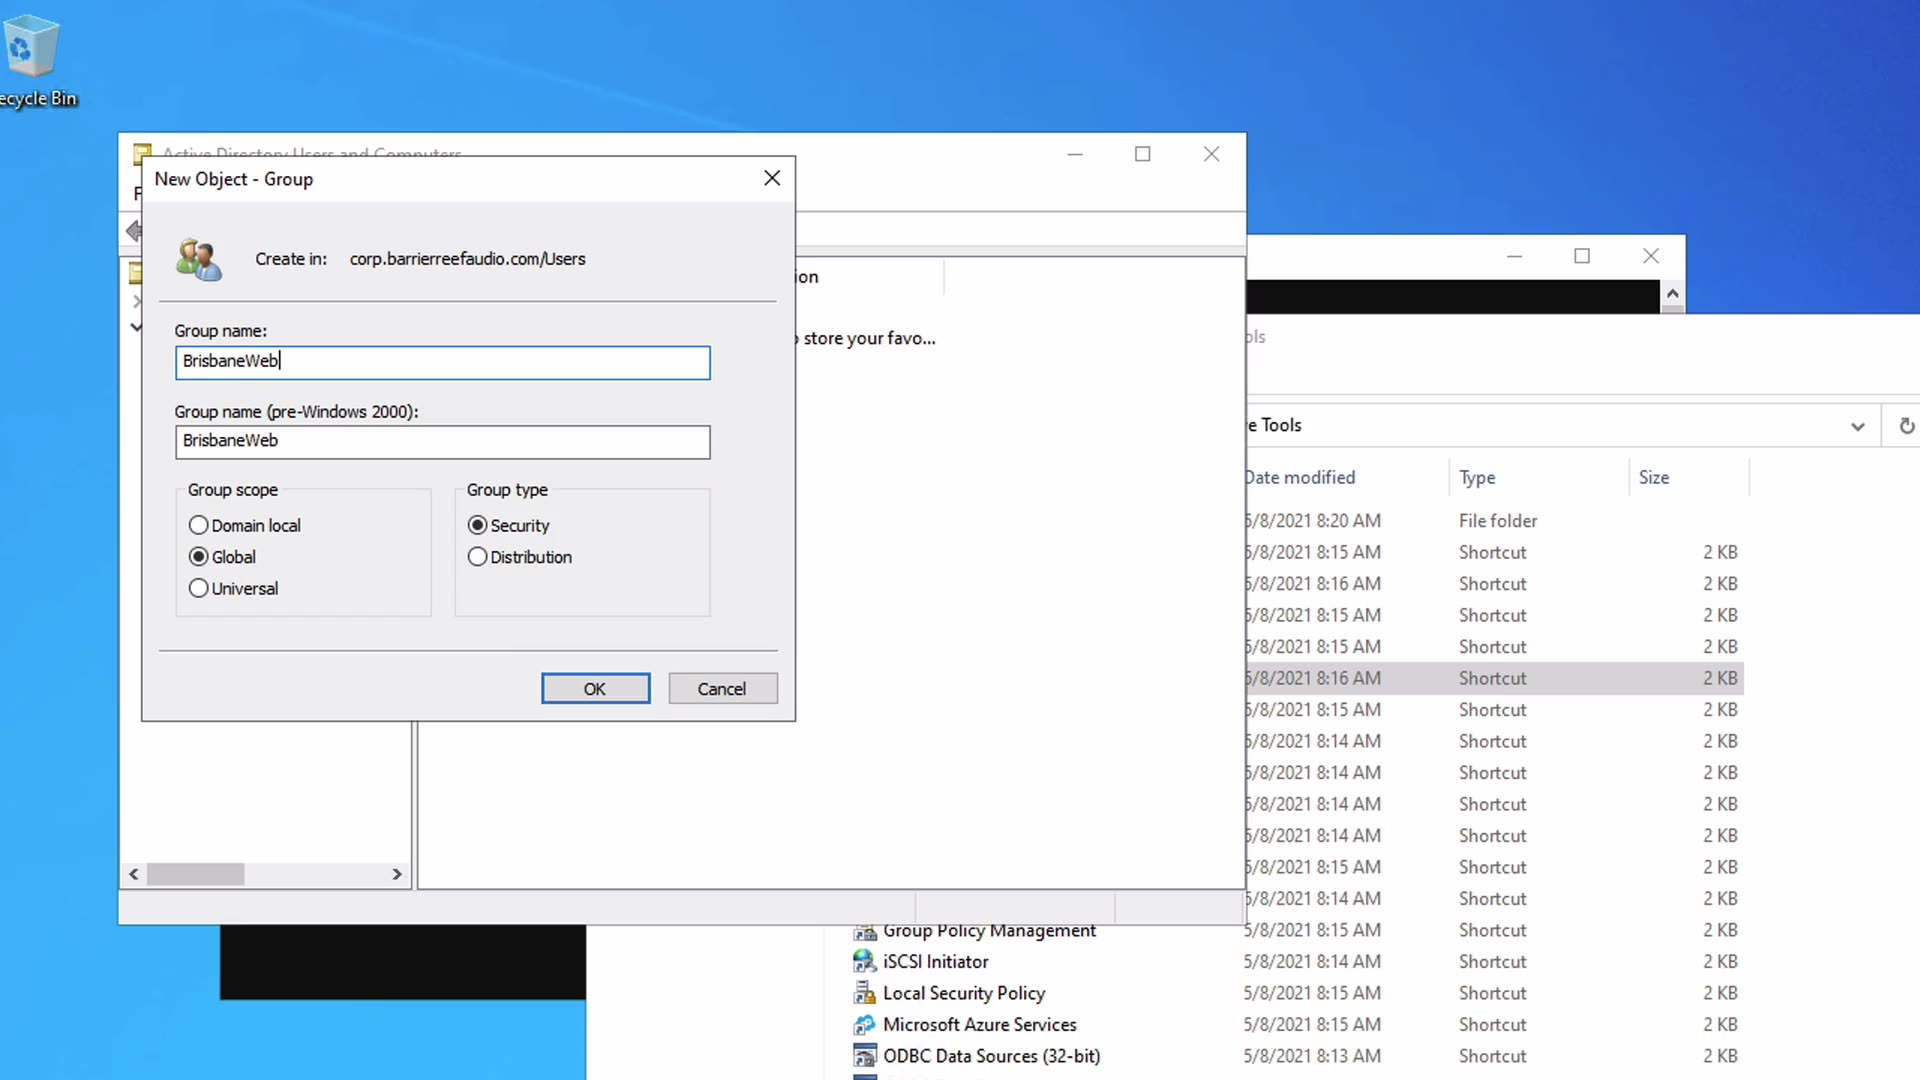 ecycle Bin
Active Directory Users and Computers
New Object - Group
F
Create in: corp.barrierreefaudio.com/Users
ion
Group name:
o store your favo...
ols
BrisbaneWeb
Group name (pre-Windows 2000):
e Tools
BrisbaneWeb
Date modified Type Size
Group scope Group type
Domain local Security
Global Distribution
Universal
OK Cancel
5/8/2021 8:20 AM File folder
5/8/2021 8:15 AM Shortcut 2 KB
5/8/2021 8:16 AM Shortcut 2 KB
5/8/2021 8:15 AM Shortcut 2 KB
5/8/2021 8:15 AM Shortcut 2 KB
5/8/2021 8:16 AM Shortcut 2 KB
5/8/2021 8:15 AM Shortcut 2 KB
5/8/2021 8:14 AM Shortcut 2 KB
5/8/2021 8:14 AM Shortcut 2 KB
5/8/2021 8:14 AM Shortcut 2 KB
5/8/2021 8:14 AM Shortcut 2 KB
5/8/2021 8:15 AM Shortcut 2 KB
5/8/2021 8:14 AM Shortcut 2 KB
Group Policy Management 5/8/2021 8:15 AM Shortcut 2 KB
iSCSI Initiator 5/8/2021 8:14 AM Shortcut 2 KB
Local Security Policy 5/8/2021 8:15 AM Shortcut 2 KB
Microsoft Azure Services 5/8/2021 8:15 AM Shortcut 2 KB
ODBC Data Sources (32-bit) 5/8/2021 8:13 AM Shortcut 2 KB